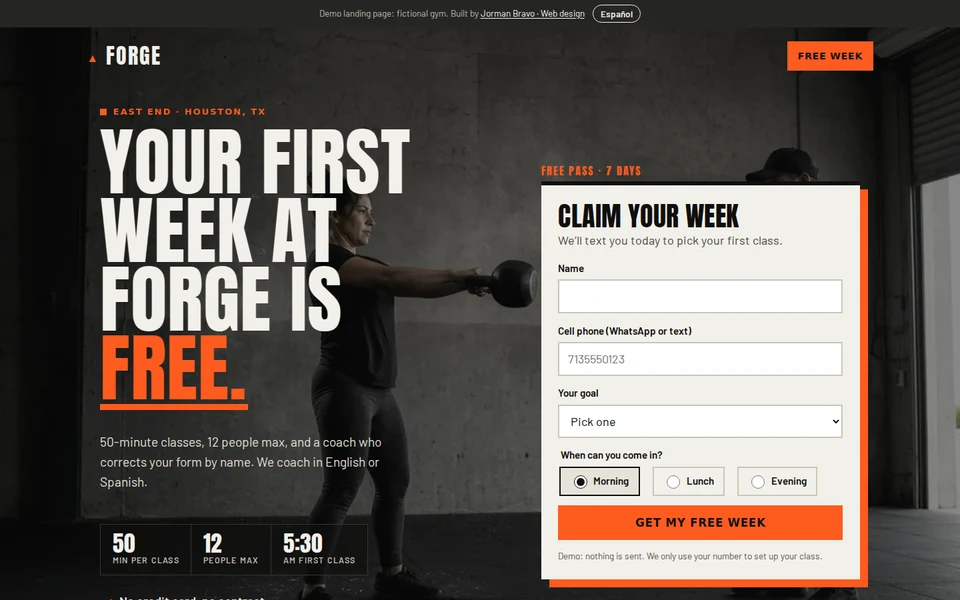 Demo landing page: fictional gym. Built by Jorman Bravo · Web design
Español
FORGE
FREE WEEK
EAST END · HOUSTON, TX
YOUR FIRST
WEEK AT
FORGE IS
FREE.
50-minute classes, 12 people max, and a coach who
corrects your form by name. We coach in English or
Spanish.
50
MIN PER CLASS
12
PEOPLE MAX
5:30
AM FIRST CLASS
No credit card, no contract
FREE PASS · 7 DAYS
CLAIM YOUR WEEK
We'll text you today to pick your first class.
Name
Cell phone (WhatsApp or text)
7135550123
Your goal
Pick one
When can you come in?
Morning
Lunch
Evening
GET MY FREE WEEK
Demo: nothing is sent. We only use your number to set up your class.